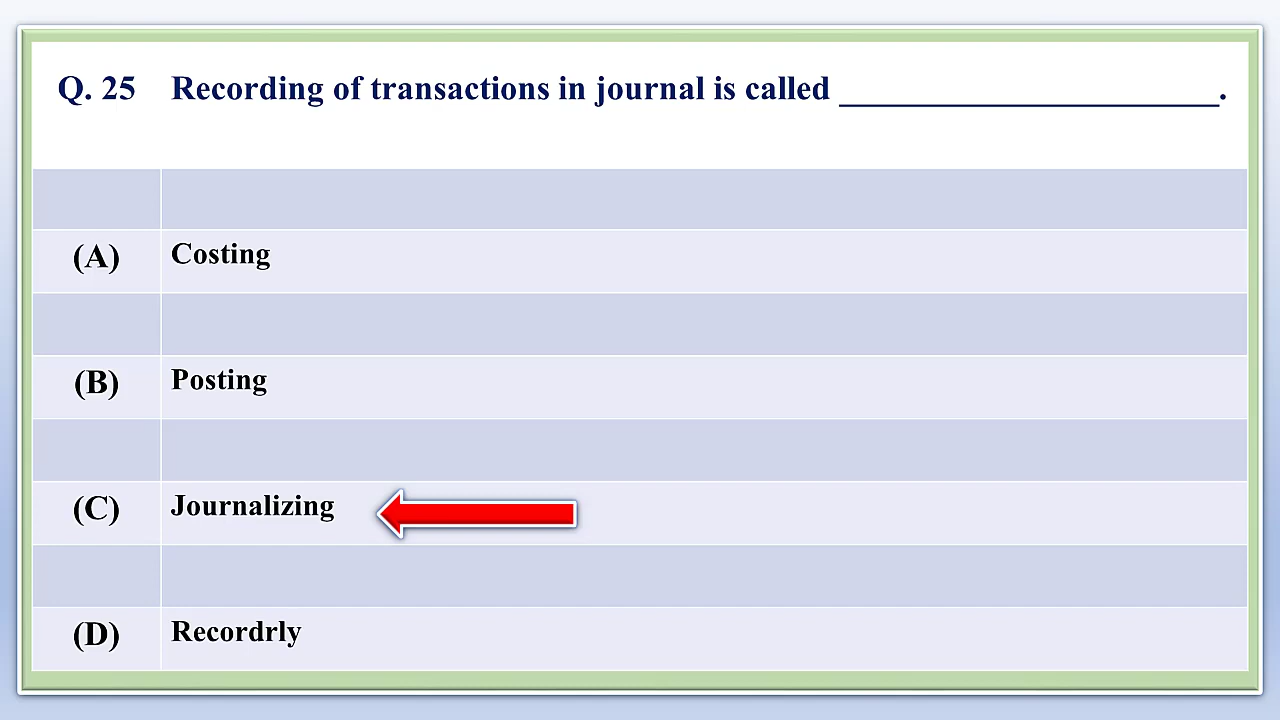 Q. 25 Recording of transactions in journal is called ______________________.
(A) Costing
(B) Posting
(C) Journalizing
(D) Recordrly